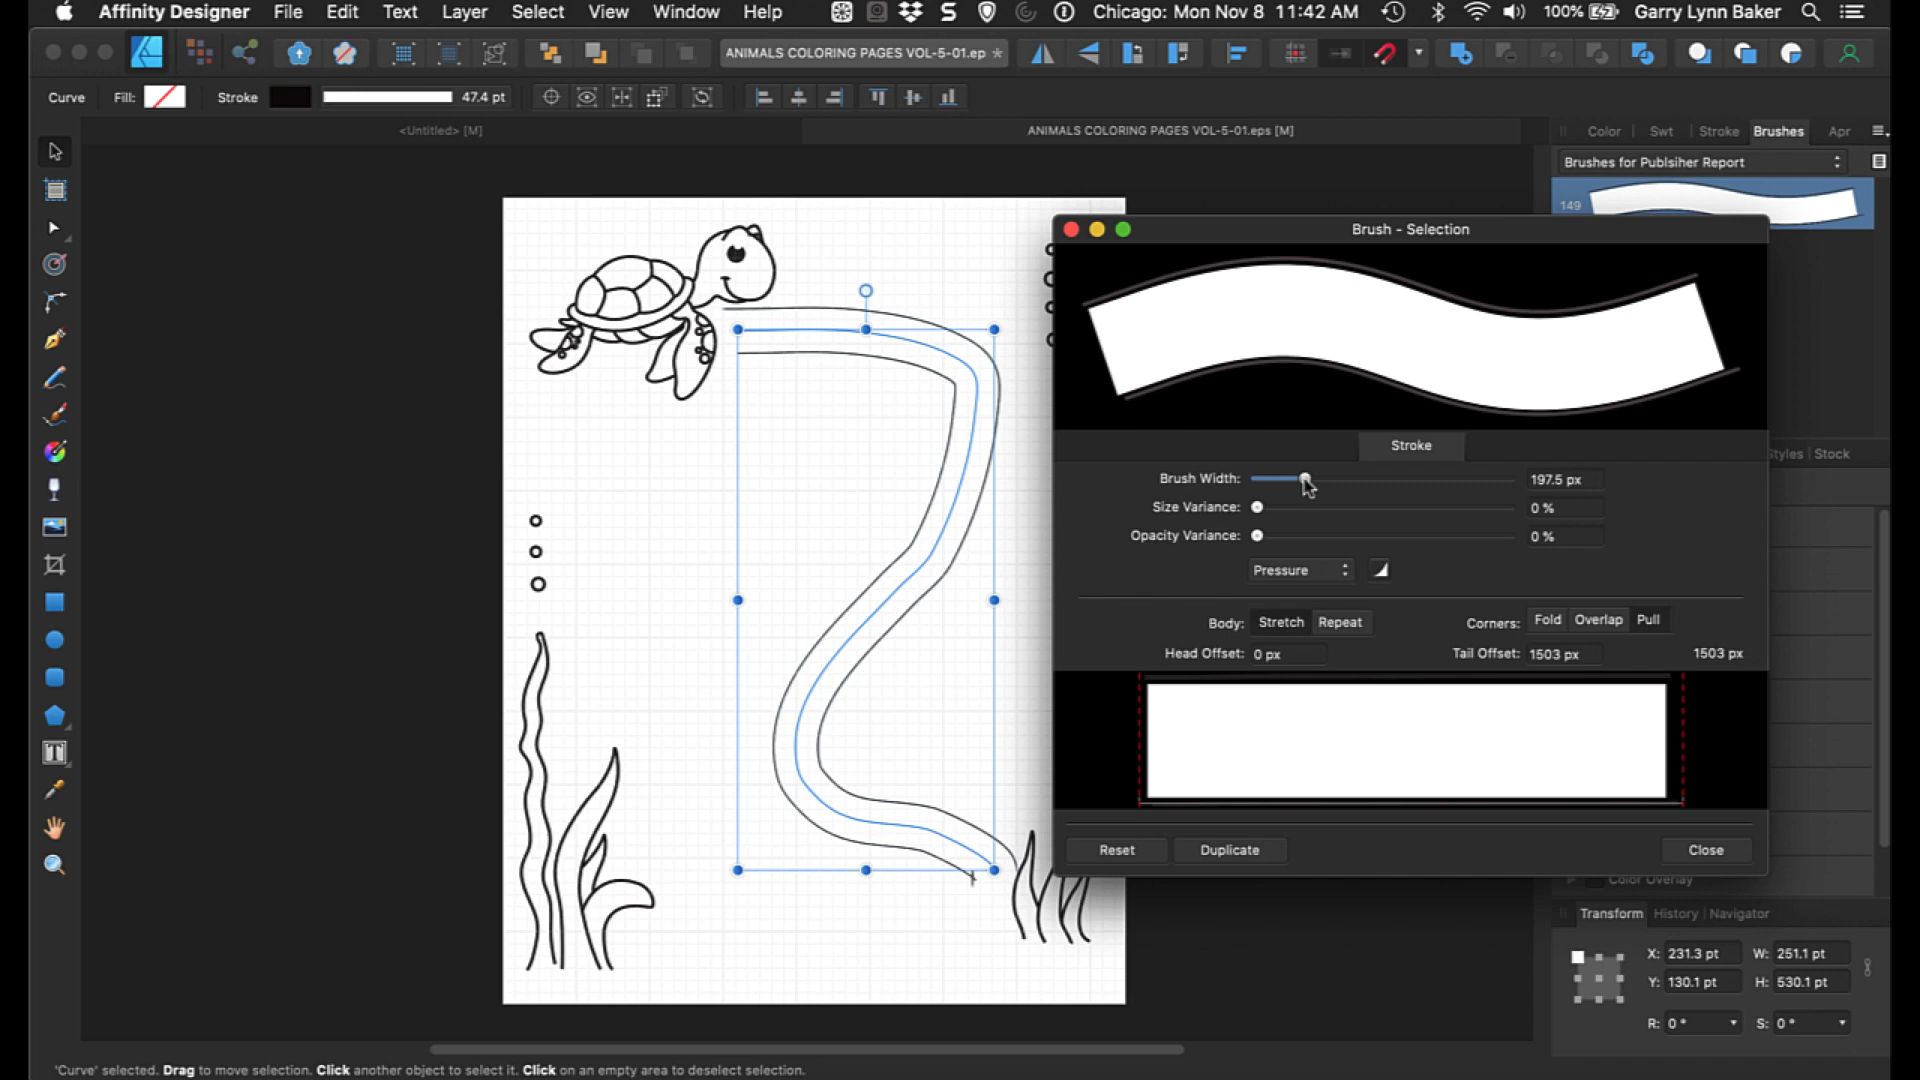 Affinity Designer File Edit Text Layer Select View Window Help Chicago: Mon Nov 8 11:42 AM 100% Garry Lynn Baker
ANIMALS COLORING PAGES VOL-5-01.ep *
Curve Fill: Stroke 47.4 pt
<Untitled> [M] ANIMALS COLORING PAGES VOL-5-01.eps [M]
Color Swt Stroke Brushes Apr
Brushes for Publsiher Report
149
Brush - Selection
Stroke
Styles Stock
Brush Width: 197.5 px
Size Variance: 0 %
Opacity Variance: 0 %
Pressure
Body: Stretch Repeat Corners: Fold Overlap Pull
Head Offset: 0 px Tail Offset: 1503 px 1503 px
Reset Duplicate Close
Color Overlay
Transform History Navigator
X: 231.3 pt W: 251.1 pt
Y: 130.1 pt H: 530.1 pt
R: 0 ° S: 0 °
'Curve' selected. Drag to move selection. Click another object to select it. Click on an empty area to deselect selection.